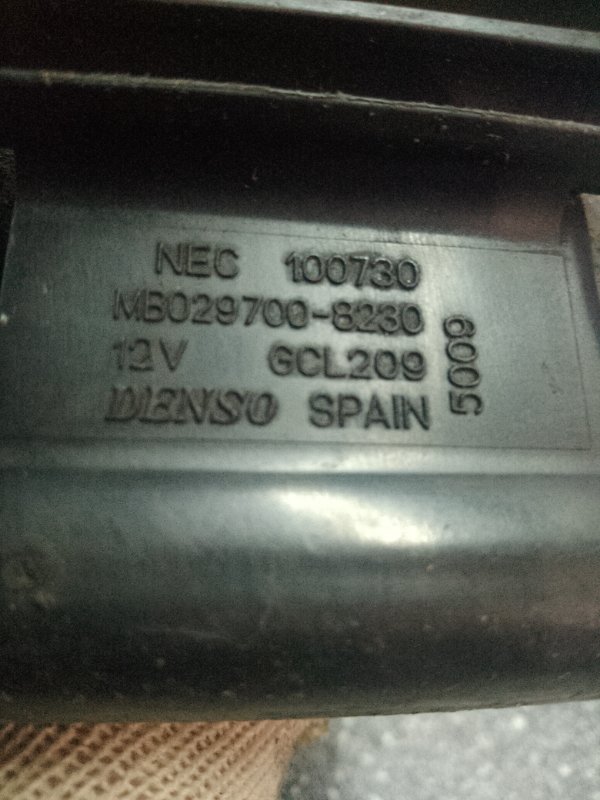 NEC 100730
MB029700-8230
12V GCL209
DENSO SPAIN
5009